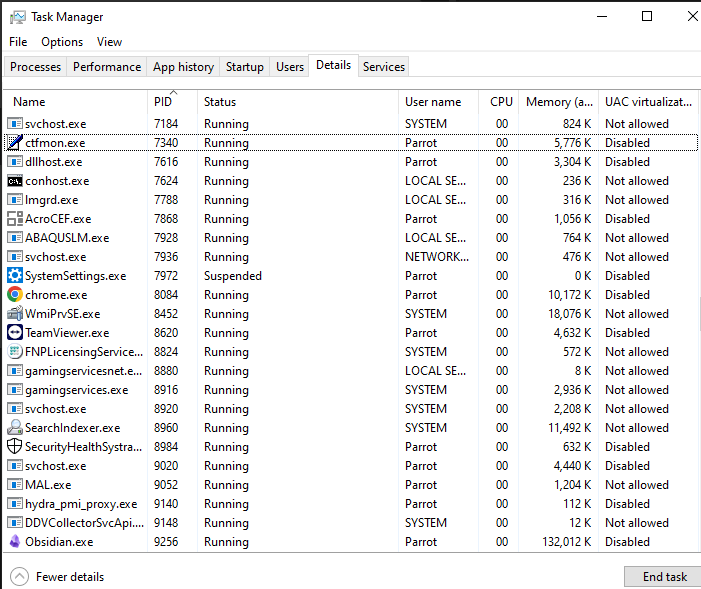 Task Manager
File Options View
Processes Performance App history Startup Users Details Services
Name PID Status User name CPU Memory (a... UAC virtualizat...
svchost.exe 7184 Running SYSTEM 00 824 K Not allowed
ctfmon.exe 7340 Running Parrot 00 5,776 K Disabled
dllhost.exe 7616 Running Parrot 00 3,304 K Disabled
conhost.exe 7624 Running LOCAL SE... 00 236 K Not allowed
lmgrd.exe 7788 Running LOCAL SE... 00 316 K Not allowed
AcroCEF.exe 7868 Running Parrot 00 1,056 K Disabled
ABAQUSLM.exe 7928 Running LOCAL SE... 00 764 K Not allowed
svchost.exe 7936 Running NETWORK... 00 476 K Not allowed
SystemSettings.exe 7972 Suspended Parrot 00 0 K Disabled
chrome.exe 8084 Running Parrot 00 10,172 K Disabled
WmiPrvSE.exe 8452 Running SYSTEM 00 18,076 K Not allowed
TeamViewer.exe 8620 Running Parrot 00 4,632 K Disabled
FNPLicensingService... 8824 Running SYSTEM 00 572 K Not allowed
gamingservicesnet.e... 8880 Running LOCAL SE... 00 8 K Not allowed
gamingservices.exe 8916 Running SYSTEM 00 2,936 K Not allowed
svchost.exe 8920 Running SYSTEM 00 2,208 K Not allowed
SearchIndexer.exe 8960 Running SYSTEM 00 11,492 K Not allowed
SecurityHealthSystra... 8984 Running Parrot 00 632 K Disabled
svchost.exe 9020 Running Parrot 00 4,440 K Disabled
MAL.exe 9052 Running Parrot 00 1,204 K Not allowed
hydra_pmi_proxy.exe 9140 Running Parrot 00 112 K Disabled
DDVCollectorSvcApi.... 9148 Running SYSTEM 00 12 K Not allowed
Obsidian.exe 9256 Running Parrot 00 132,012 K Disabled
Fewer details End task